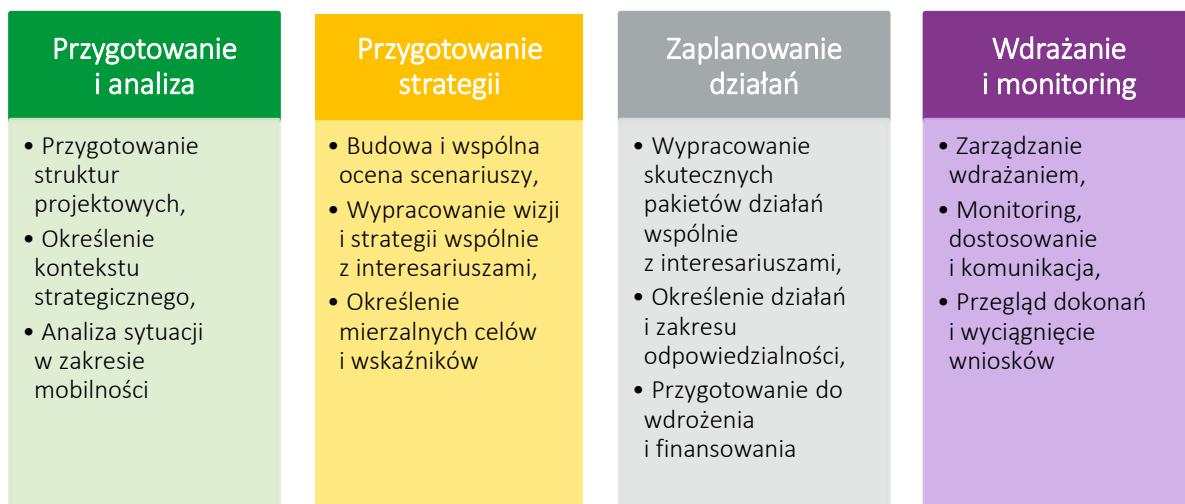 Przygotowanie
i analiza
• Przygotowanie
struktur
projektowych,
• Określenie
kontekstu
strategicznego,
• Analiza sytuacji
w zakresie
mobilności
Przygotowanie
strategii
• Budowa i wspólna
ocena scenariuszy,
• Wypracowanie wizji
i strategii wspólnie
z interesariuszami,
• Określenie
mierzalnych celów
i wskaźników
Zaplanowanie
działań
• Wypracowanie
skutecznych
pakietów działań
wspólnie
z interesariuszami,
• Określenie działań
i zakresu
odpowiedzialności,
• Przygotowanie do
wdrożenia
i finansowania
Wdrażanie
i monitoring
• Zarządzanie
wdrażaniem,
• Monitoring,
dostosowanie
i komunikacja,
• Przegląd dokonań
i wyciągnięcie
wniosków